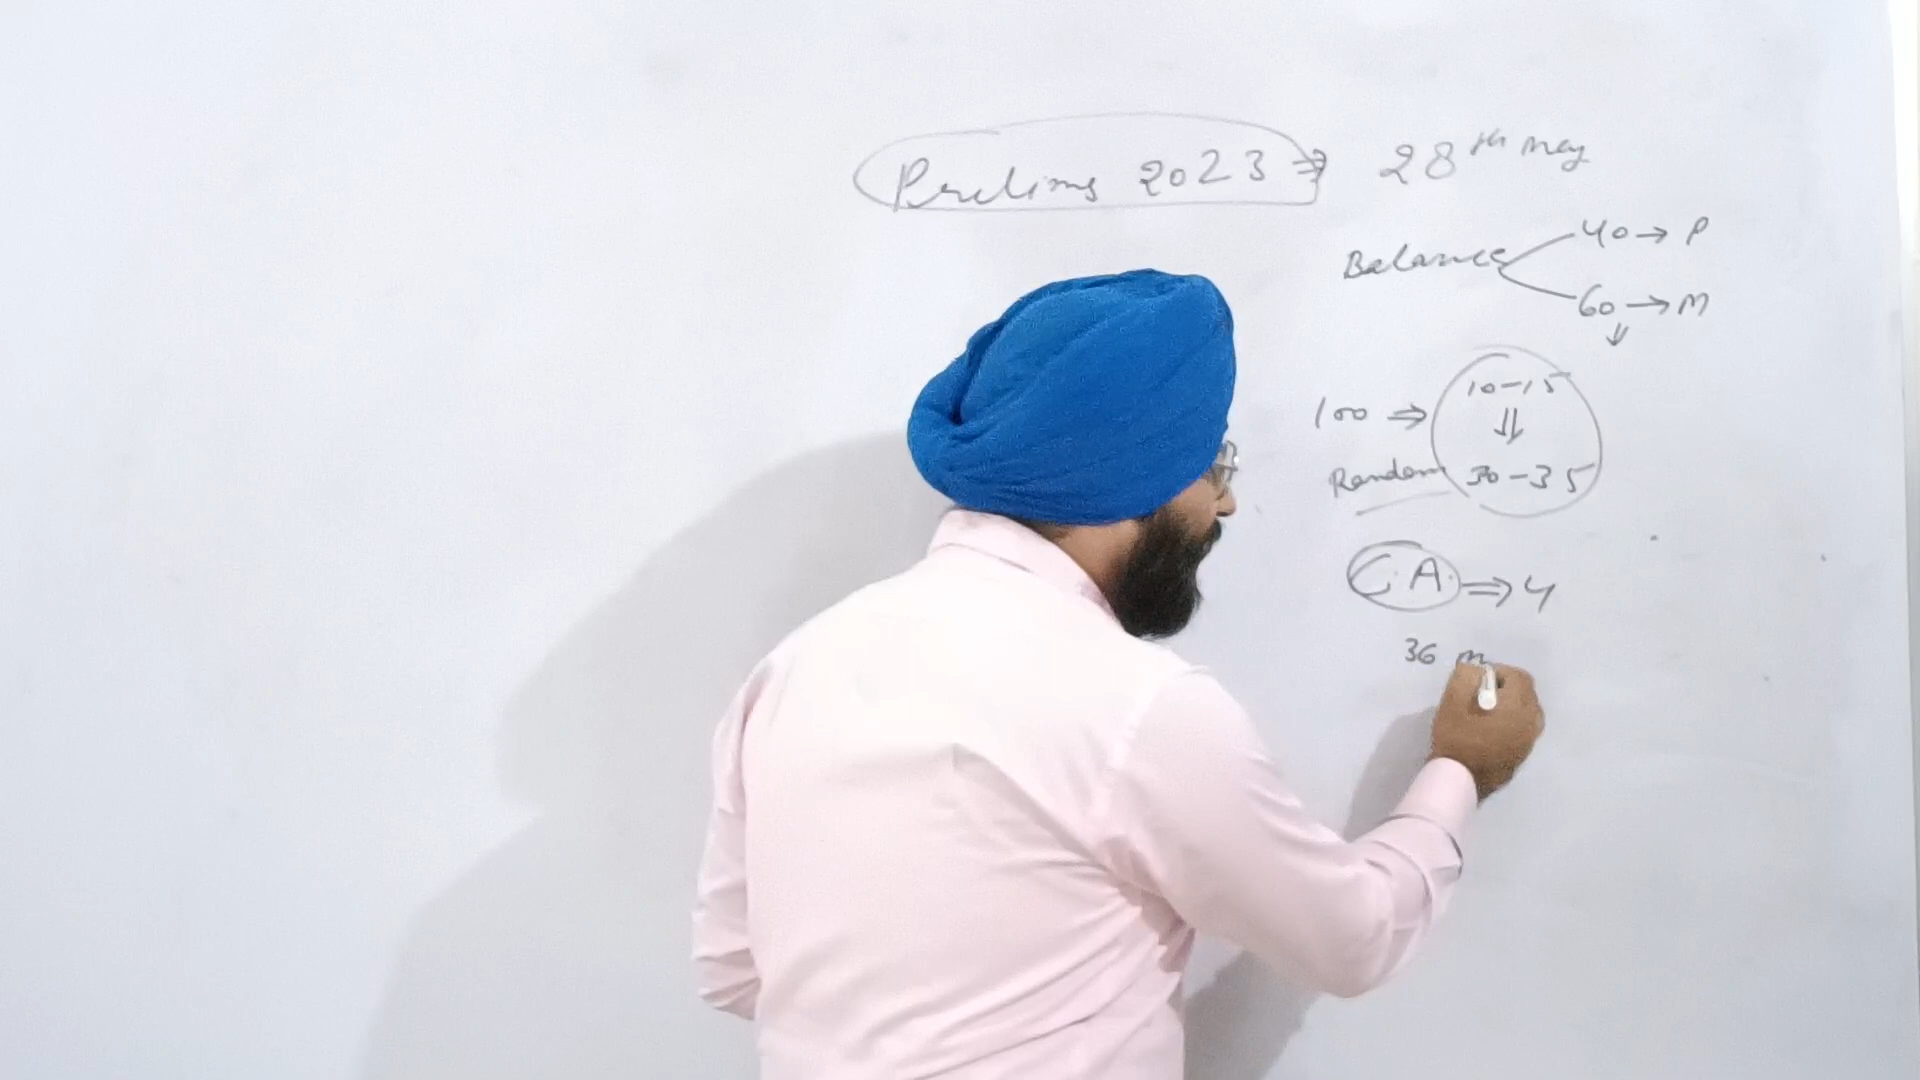 Prelims 2023 ⇒ 28th May
Balance
40 → P
60 → M
↓
100 ⇒ 10-15
⇓
Random 30-35
C.A. ⇒ 4
36 m